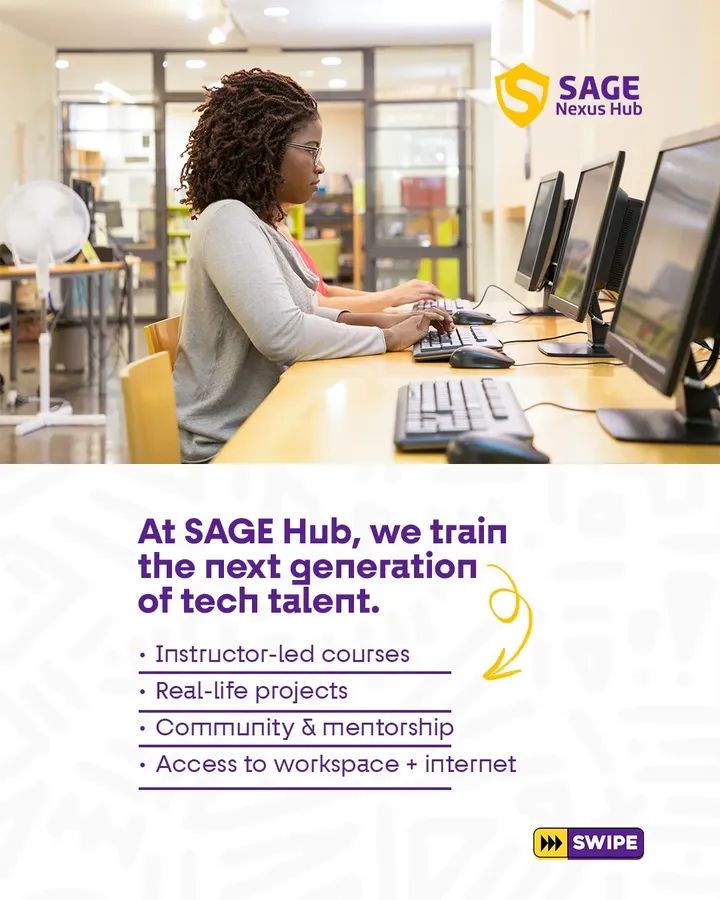 SAGE
Nexus Hub
At SAGE Hub, we train
the next generation
of tech talent.
• Instructor-led courses
• Real-life projects
• Community & mentorship
• Access to workspace + internet
SWIPE